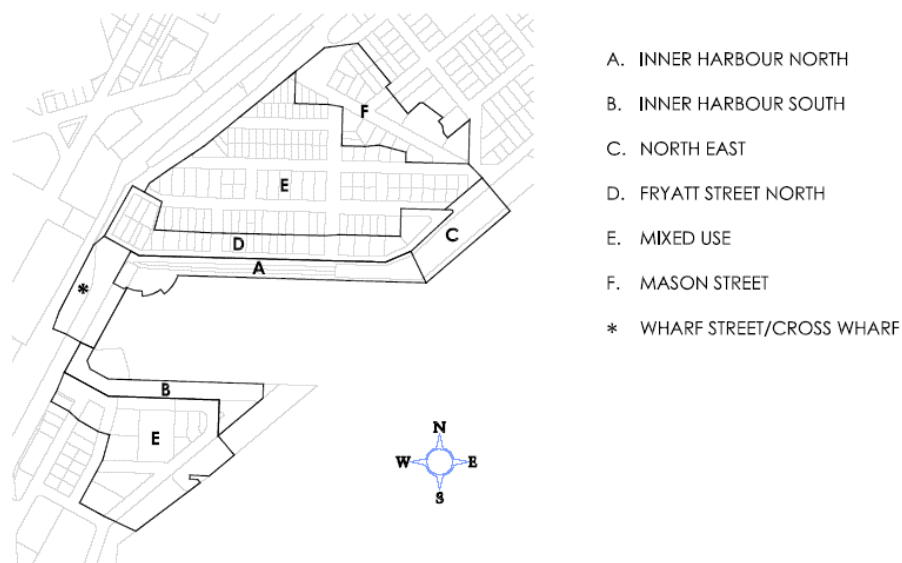 A. INNER HARBOUR NORTH
B. INNER HARBOUR SOUTH
C. NORTH EAST
D. FRYATT STREET NORTH
E. MIXED USE
F. MASON STREET
* WHARF STREET/CROSS WHARF
F
E
D
C
A
*
B
E
N
W E
S